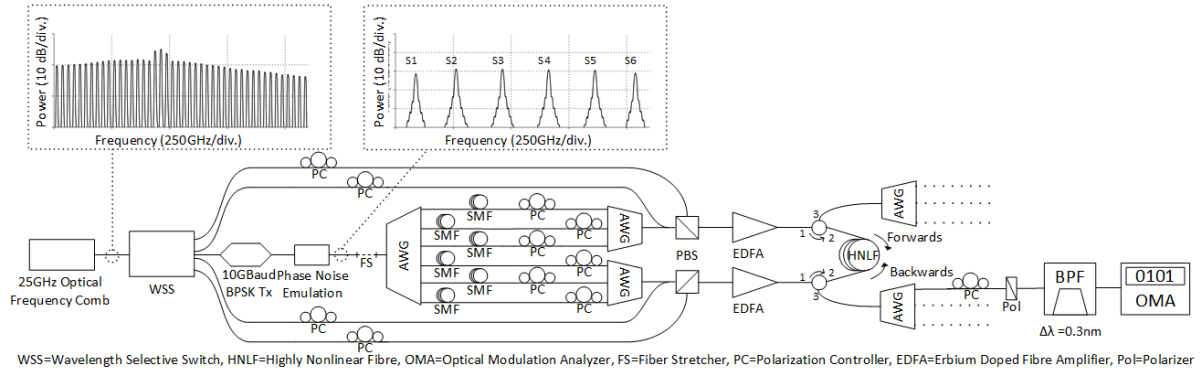 Power (10 dB/div.)
Frequency (250GHz/div.)
Power (10 dB/div.)
S1 S2 S3 S4 S5 S6
Frequency (250GHz/div.)
25GHz Optical
Frequency Comb
WSS
10GBaud
BPSK Tx
Phase Noise
Emulation
FS
AWG
PC
PC
SMF
PC
SMF
PC
SMF
PC
SMF
PC
SMF
PC
SMF
PC
AWG
AWG
PC
PC
PBS
EDFA
EDFA
3
1
2
1
2
3
HNLF
Forwards
Backwards
AWG
AWG
PC
Pol
BPF
Δλ =0.3nm
0101
OMA
WSS=Wavelength Selective Switch, HNLF=Highly Nonlinear Fibre, OMA=Optical Modulation Analyzer, FS=Fiber Stretcher, PC=Polarization Controller, EDFA=Erbium Doped Fibre Amplifier, Pol=Polarizer